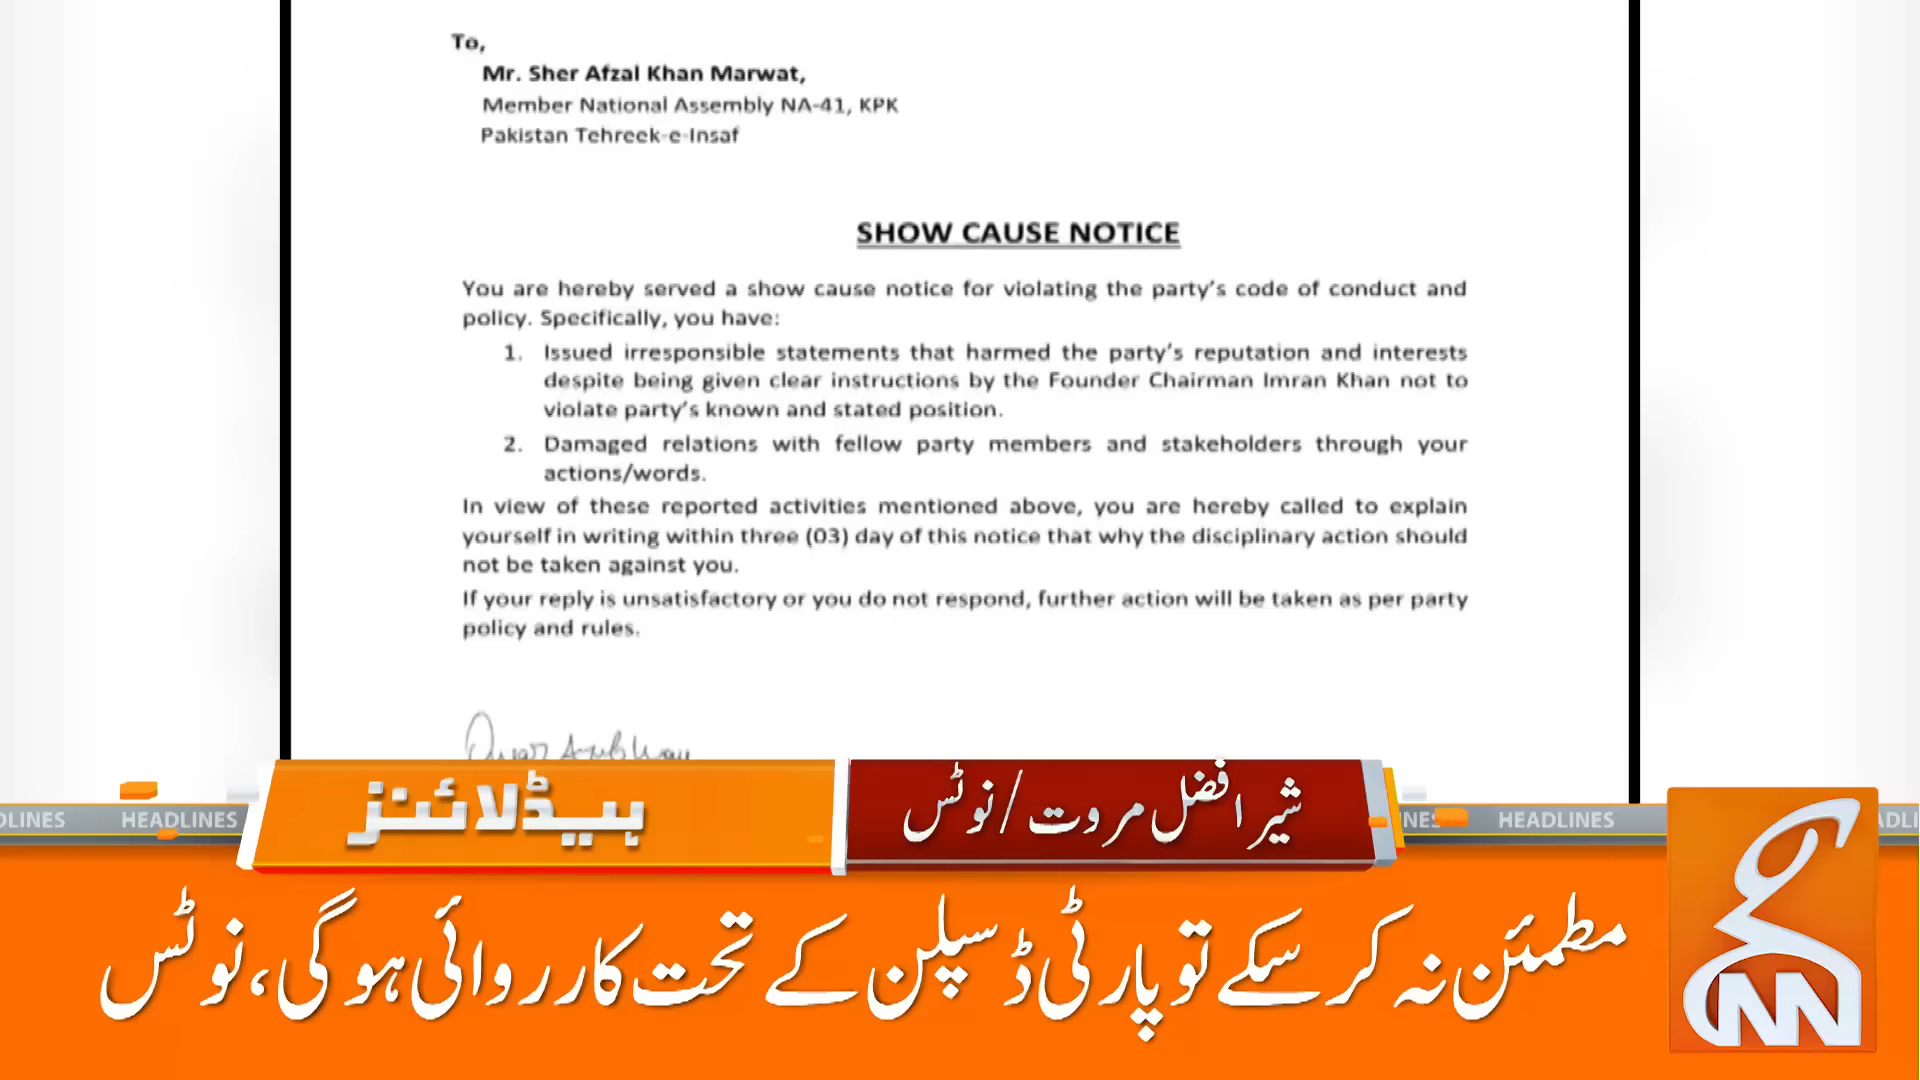 To,
Mr. Sher Afzal Khan Marwat,
Member National Assembly NA-41, KPK
Pakistan Tehreek-e-Insaf
SHOW CAUSE NOTICE
You are hereby served a show cause notice for violating the party's code of conduct and
policy. Specifically, you have:
1. Issued irresponsible statements that harmed the party's reputation and interests
despite being given clear instructions by the Founder Chairman Imran Khan not to
violate party's known and stated position.
2. Damaged relations with fellow party members and stakeholders through your
actions/words.
In view of these reported activities mentioned above, you are hereby called to explain
yourself in writing within three (03) day of this notice that why the disciplinary action should
not be taken against you.
If your reply is unsatisfactory or you do not respond, further action will be taken as per party
policy and rules.
شیر افضل مروت/نوٹس
ہیڈلائنز
DLINES HEADLINES
NES HEADLINES ADLI
مطمئن نہ کرسکے تو پارٹی ڈسپلن کے تحت کارروائی ہوگی، نوٹس
GNN